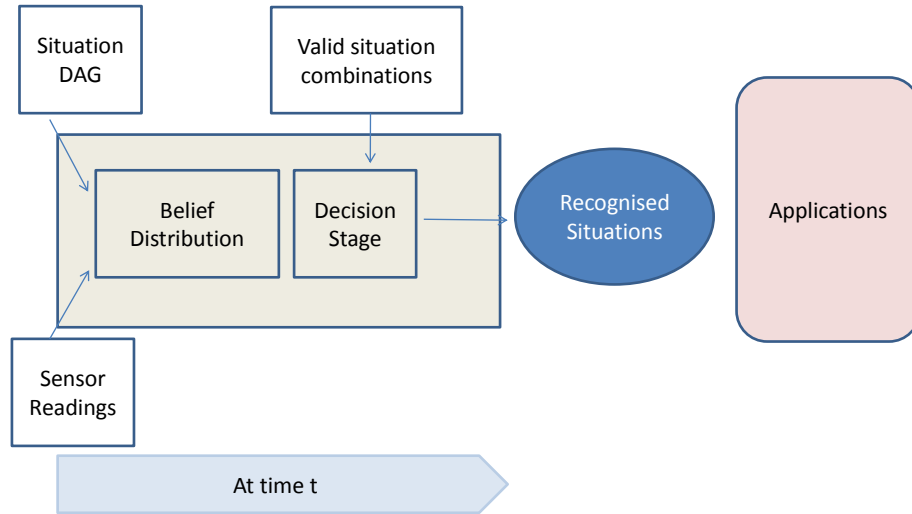 Situation
DAG
Valid situation
combinations
Belief
Distribution
Decision
Stage
Recognised
Situations
Applications
Sensor
Readings
At time t